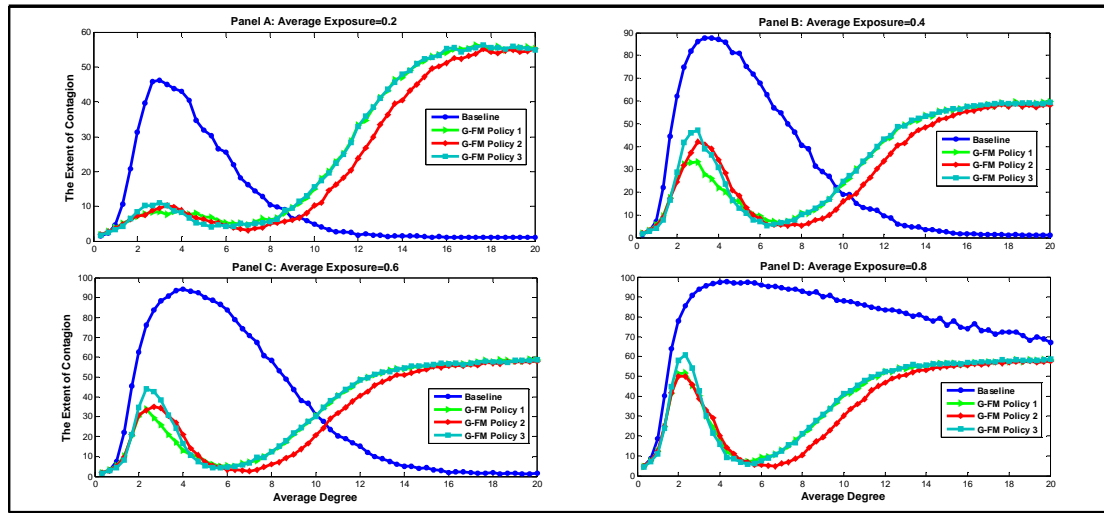 Panel A: Average Exposure=0.2
The Extent of Contagion
60
50
40
30
20
10
0
0 2 4 6 8 10 12 14 16 18 20
Baseline
G-FM Policy 1
G-FM Policy 2
G-FM Policy 3
Panel B: Average Exposure=0.4
90
80
70
60
50
40
30
20
10
0
0 2 4 6 8 10 12 14 16 18 20
Baseline
G-FM Policy 1
G-FM Policy 2
G-FM Policy 3
Panel C: Average Exposure=0.6
The Extent of Contagion
100
90
80
70
60
50
40
30
20
10
0
0 2 4 6 8 10 12 14 16 18 20
Average Degree
Baseline
G-FM Policy 1
G-FM Policy 2
G-FM Policy 3
Panel D: Average Exposure=0.8
100
90
80
70
60
50
40
30
20
10
0
0 2 4 6 8 10 12 14 16 18 20
Average Degree
Baseline
G-FM Policy 1
G-FM Policy 2
G-FM Policy 3